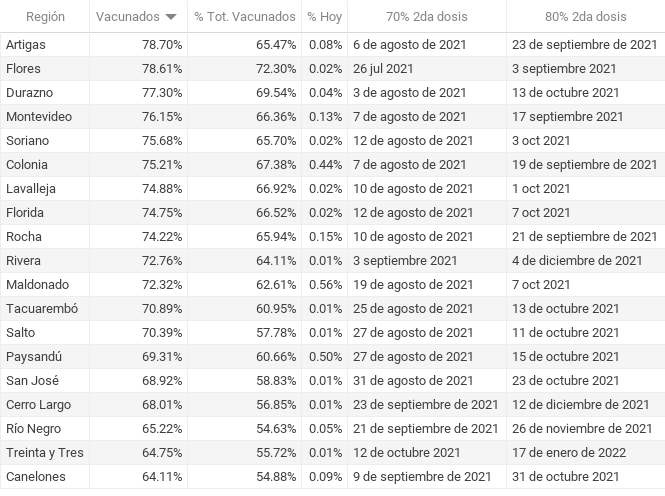 Región Vacunados % Tot. Vacunados % Hoy 70% 2da dosis 80% 2da dosis
Artigas 78.70% 65.47% 0.08% 6 de agosto de 2021 23 de septiembre de 2021
Flores 78.61% 72.30% 0.02% 26 jul 2021 3 septiembre 2021
Durazno 77.30% 69.54% 0.04% 3 de agosto de 2021 13 de octubre 2021
Montevideo 76.15% 66.36% 0.13% 7 de agosto de 2021 17 septiembre 2021
Soriano 75.68% 65.70% 0.02% 12 de agosto de 2021 3 oct 2021
Colonia 75.21% 67.38% 0.44% 7 de agosto de 2021 19 de septiembre de 2021
Lavalleja 74.88% 66.92% 0.02% 10 de agosto de 2021 1 oct 2021
Florida 74.75% 66.52% 0.02% 12 de agosto de 2021 7 oct 2021
Rocha 74.22% 65.94% 0.15% 10 de agosto de 2021 21 de septiembre de 2021
Rivera 72.76% 64.11% 0.01% 3 septiembre 2021 4 de diciembre de 2021
Maldonado 72.32% 62.61% 0.56% 19 de agosto de 2021 7 oct 2021
Tacuarembó 70.89% 60.95% 0.01% 25 de agosto de 2021 13 de octubre 2021
Salto 70.39% 57.78% 0.01% 27 de agosto de 2021 11 de octubre 2021
Paysandú 69.31% 60.66% 0.50% 27 de agosto de 2021 15 de octubre 2021
San José 68.92% 58.83% 0.01% 31 de agosto de 2021 23 de octubre 2021
Cerro Largo 68.01% 56.85% 0.01% 23 de septiembre de 2021 12 de diciembre de 2021
Río Negro 65.22% 54.63% 0.05% 21 de septiembre de 2021 26 de noviembre de 2021
Treinta y Tres 64.75% 55.72% 0.01% 12 de octubre 2021 17 de enero de 2022
Canelones 64.11% 54.88% 0.09% 9 de septiembre de 2021 31 de octubre 2021